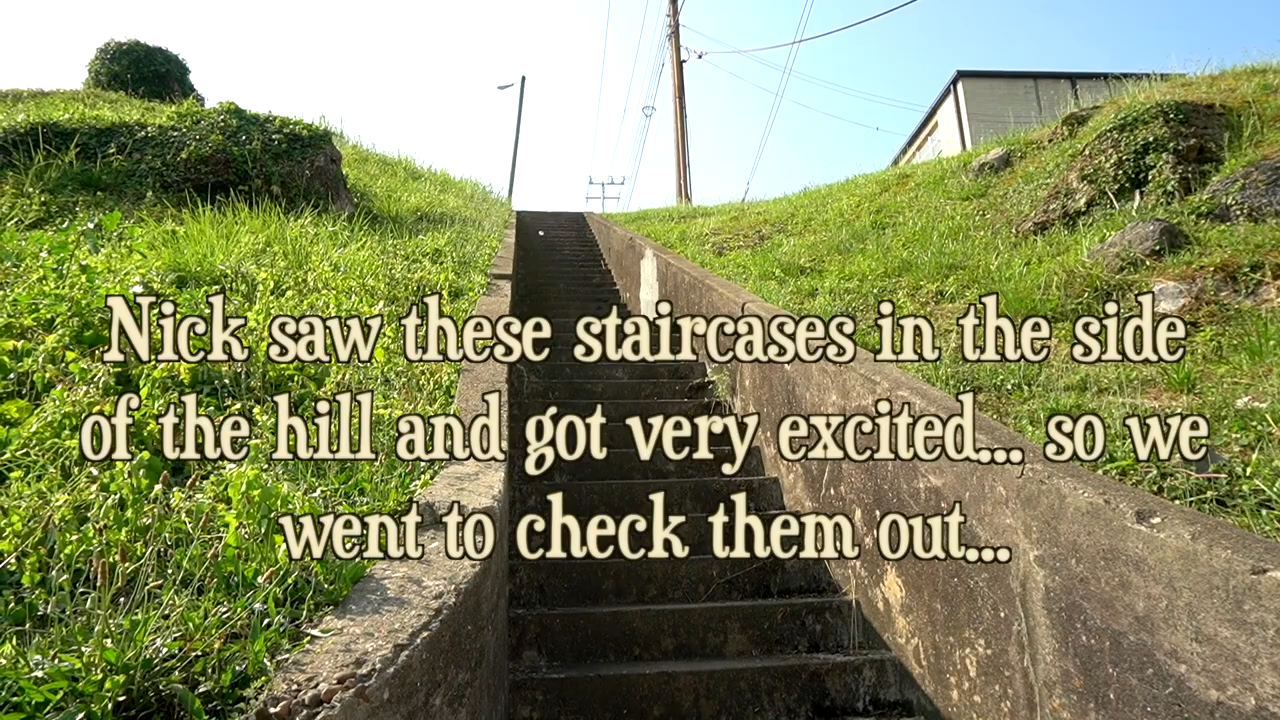 Nick saw these staircases in the side
of the hill and got very excited... so we
went to check them out...